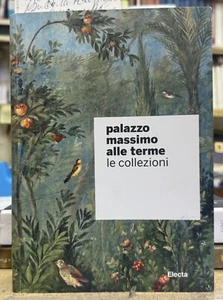 palazzo
massimo
alle terme
le collezioni
Electa